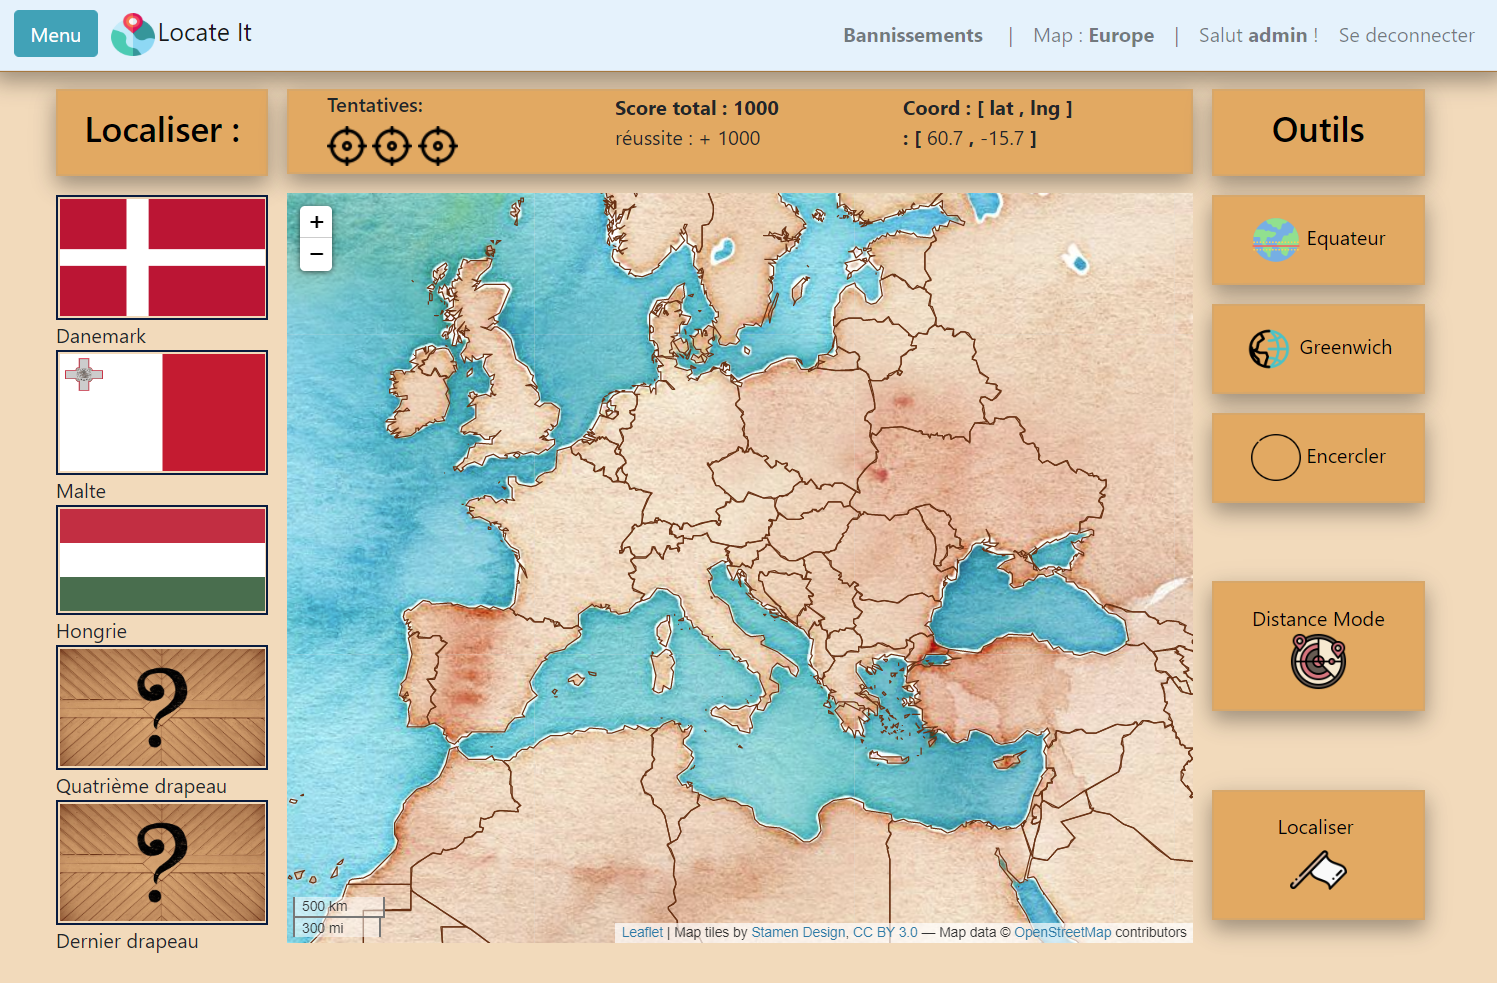 Menu
Locate It
Bannissements | Map : Europe | Salut admin ! Se deconnecter
Localiser :
Tentatives:
Score total : 1000
réussite : + 1000
Coord : [ lat , lng ]
: [ 60.7 , -15.7 ]
Outils
Danemark
Malte
Hongrie
?
Quatrième drapeau
?
Dernier drapeau
+
−
500 km
300 mi
Leaflet | Map tiles by Stamen Design, CC BY 3.0 — Map data © OpenStreetMap contributors
Equateur
Greenwich
Encercler
Distance Mode
Localiser